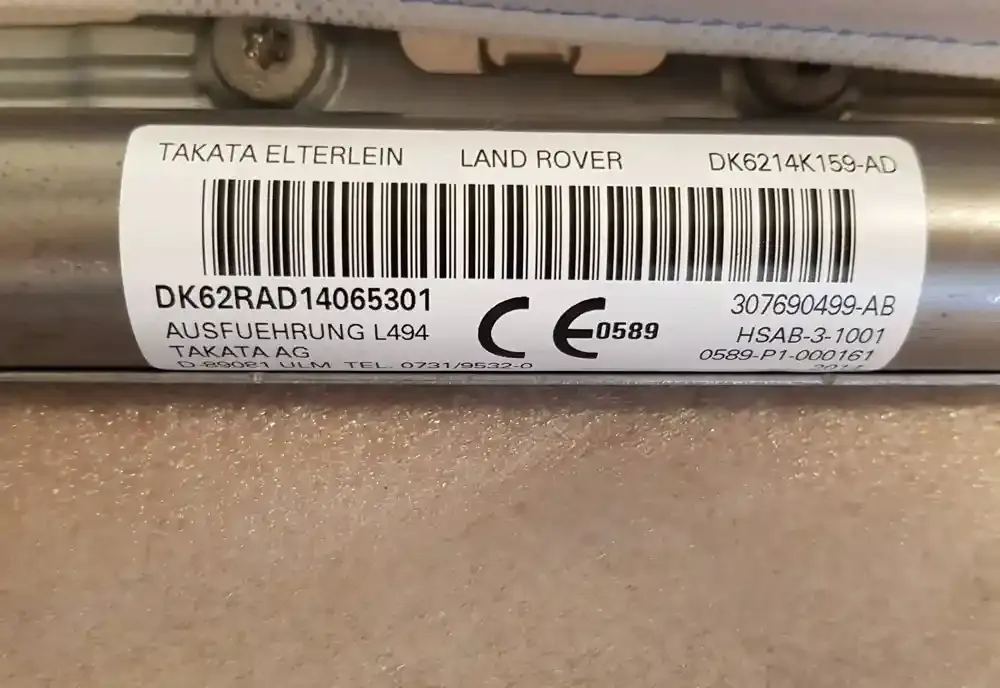 TAKATA ELTERLEIN LAND ROVER DK6214K159-AD
DK62RAD14065301 307690499-AB
AUSFUEHRUNG L494 CE 0589 HSAB-3-1001
TAKATA AG 0589-P1-000161
D-89081 ULM TEL. 0731/9532-0 2014